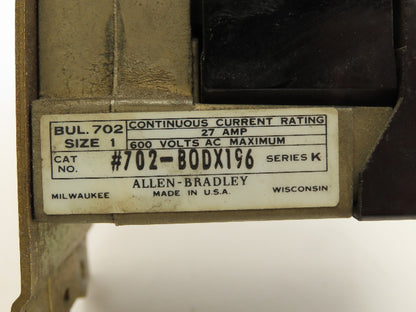 BUL. 702
SIZE 1
CONTINUOUS CURRENT RATING
27 AMP
600 VOLTS AC MAXIMUM
CAT
NO.
#702-BODX196
SERIES K
ALLEN-BRADLEY
MILWAUKEE
MADE IN U.S.A.
WISCONSIN